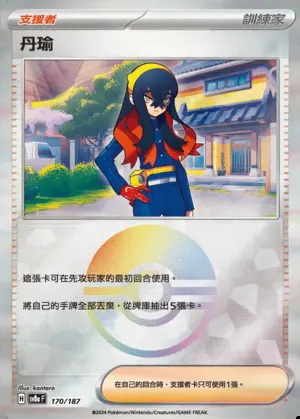 支援者
訓練家
丹瑜
這張卡可在先攻玩家的最初回合使用。
將自己的手牌全部丟棄，從牌庫抽出5張卡。
Illus. kantaro
H SV8a F 170/187
在自己的回合時，支援者卡只可使用1張。
©2024 Pokémon/Nintendo/Creatures/GAME FREAK.